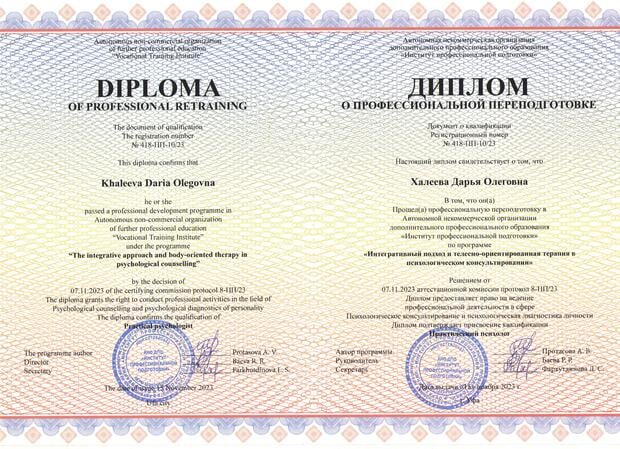 Autonomous non-commercial organization
of further professional education
"Vocational Training Institute"
DIPLOMA
OF PROFESSIONAL RETRAINING
The document of qualification
The registration number
№ 418-ПП-10/23
This diploma confirms that
Khaleeva Daria Olegovna
he or she
passed a professional development programme in
Autonomous non-commercial organization
of further professional education
"Vocational Training Institute"
under the programme
"The integrative approach and body-oriented therapy in
psychological counselling"
by the decision of
07.11.2023 of the certifying commission protocol 8-ПП/23
The diploma grants the right to conduct professional activities in the field of
Psychological counselling and psychological diagnostics of personality
The diploma confirms the qualification of
Practical psychologist
The programme author Protasova A. V.
Director Baeva R. R.
Secretary Farkhutdinova L. S.
The date of issue November 2023
Ufa city
Автономная некоммерческая организация
дополнительного профессионального образования
«Институт профессиональной подготовки»
ДИПЛОМ
О ПРОФЕССИОНАЛЬНОЙ ПЕРЕПОДГОТОВКЕ
Документ о квалификации
Регистрационный номер
№ 418-ПП-10/23
Настоящий диплом свидетельствует о том, что
Халеева Дарья Олеговна
В том, что он(а)
Прошел(а) профессиональную переподготовку в
Автономной некоммерческой организации
дополнительного профессионального образования
«Институт профессиональной подготовки»
по программе
«Интегративный подход и телесно-ориентированная терапия в
психологическом консультировании»
Решением от
07.11.2023 аттестационной комиссии протокол 8-ПП/23
Диплом предоставляет право на ведение
профессиональной деятельности в сфере
Психологические консультирование и психологическая диагностика личности
Диплом подтверждает присвоение квалификации
Практический психолог
Автор программы Протасова А. В.
Руководитель Баева Р. Р.
Секретарь
Дата выдачи ноября 2023 г.
г. Уфа